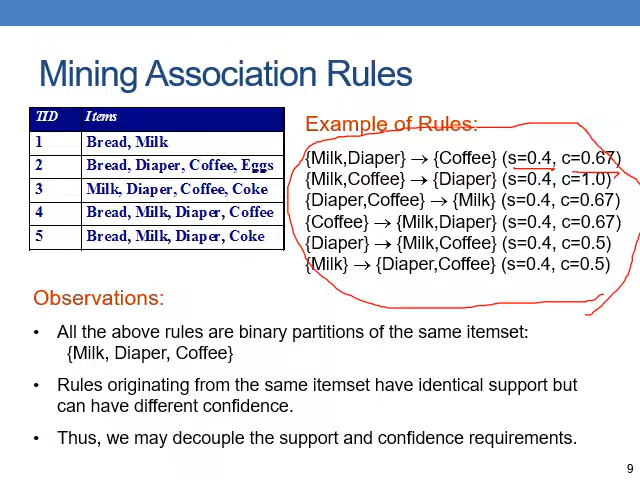 Mining Association Rules
TID Items
1 Bread, Milk
2 Bread, Diaper, Coffee, Eggs
3 Milk, Diaper, Coffee, Coke
4 Bread, Milk, Diaper, Coffee
5 Bread, Milk, Diaper, Coke
Example of Rules:
{Milk,Diaper} → {Coffee} (s=0.4, c=0.67)
{Milk,Coffee} → {Diaper} (s=0.4, c=1.0)
{Diaper,Coffee} → {Milk} (s=0.4, c=0.67)
{Coffee} → {Milk,Diaper} (s=0.4, c=0.67)
{Diaper} → {Milk,Coffee} (s=0.4, c=0.5)
{Milk} → {Diaper,Coffee} (s=0.4, c=0.5)
Observations:
• All the above rules are binary partitions of the same itemset:
{Milk, Diaper, Coffee}
• Rules originating from the same itemset have identical support but
can have different confidence.
• Thus, we may decouple the support and confidence requirements.
9